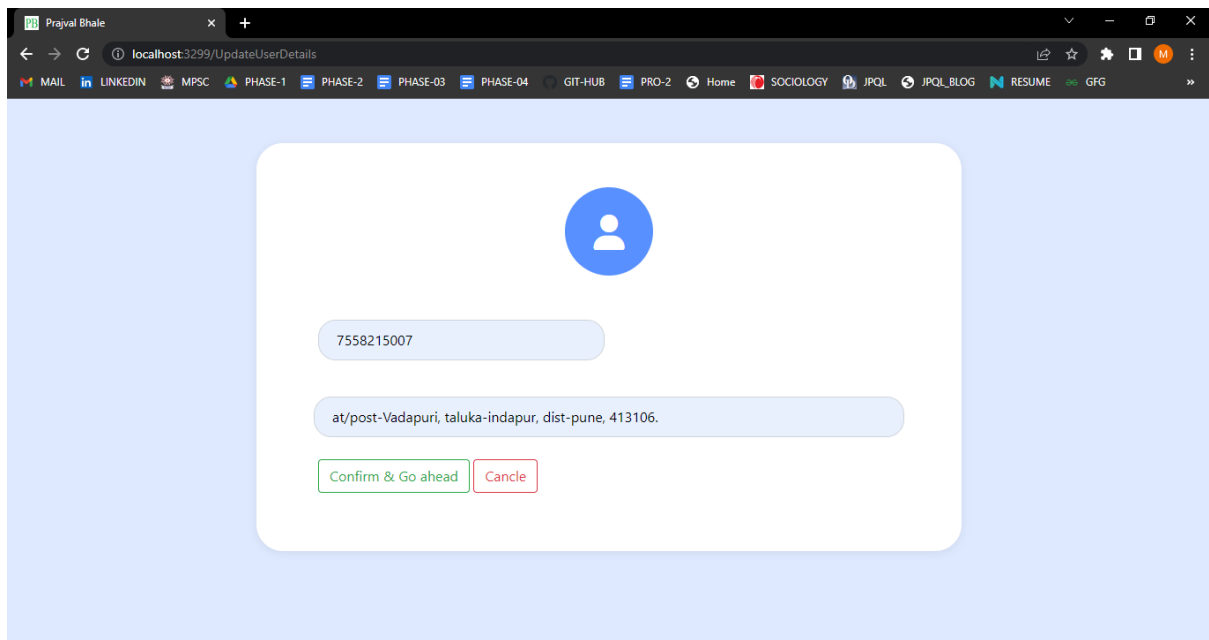 PB Prajval Bhale
localhost:3299/UpdateUserDetails
M
MAIL in LINKEDIN MPSC PHASE-1 PHASE-2 PHASE-03 PHASE-04 GIT-HUB PRO-2 Home SOCIOLOGY JPQL JPQL_BLOG RESUME GFG »
7558215007
at/post-Vadapuri, taluka-indapur, dist-pune, 413106.
Confirm & Go ahead Cancle